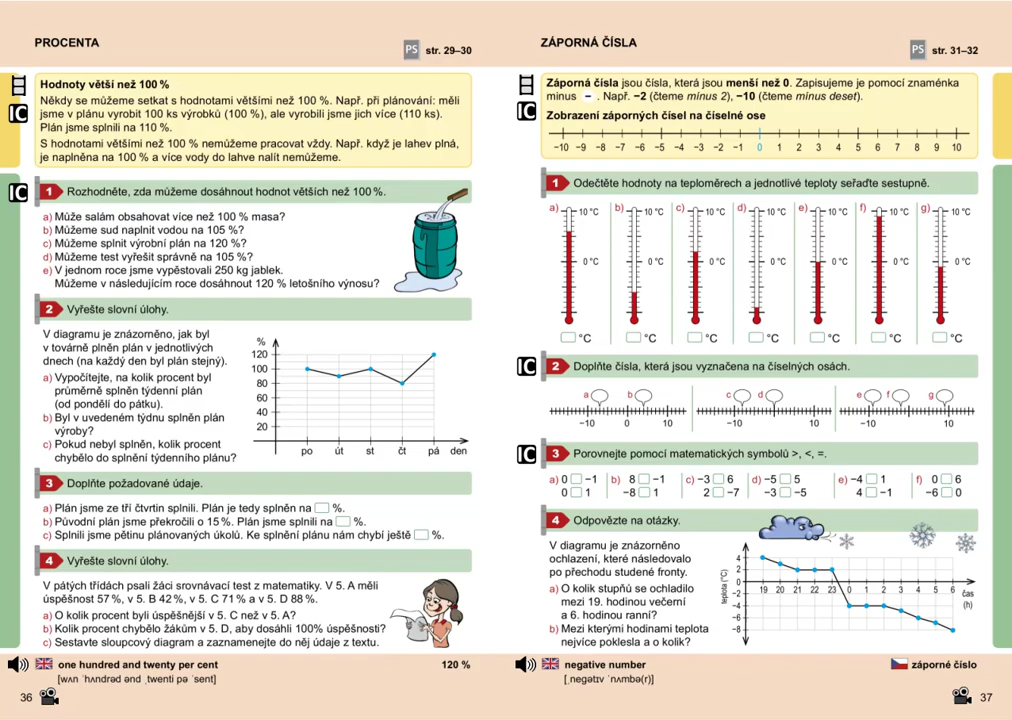 PROCENTA
PS str. 29–30
Hodnoty větší než 100 %
Někdy se můžeme setkat s hodnotami většími než 100 %. Např. při plánování: měli
jsme v plánu vyrobit 100 ks výrobků (100 %), ale vyrobili jsme jich více (110 ks).
Plán jsme splnili na 110 %.
S hodnotami většími než 100 % nemůžeme pracovat vždy. Např. když je lahev plná,
je naplněna na 100 % a více vody do lahve nalít nemůžeme.
IC
IC
1 Rozhodněte, zda můžeme dosáhnout hodnot větších než 100 %.
a) Může salám obsahovat více než 100 % masa?
b) Můžeme sud naplnit vodou na 105 %?
c) Můžeme splnit výrobní plán na 120 %?
d) Můžeme test vyřešit správně na 105 %?
e) V jednom roce jsme vypěstovali 250 kg jablek.
Můžeme v následujícím roce dosáhnout 120 % letošního výnosu?
2 Vyřešte slovní úlohy.
V diagramu je znázorněno, jak byl
v továrně plněn plán v jednotlivých
dnech (na každý den byl plán stejný).
a) Vypočítejte, na kolik procent byl
průměrně splněn týdenní plán
(od pondělí do pátku).
b) Byl v uvedeném týdnu splněn plán
výroby?
c) Pokud nebyl splněn, kolik procent
chybělo do splnění týdenního plánu?
%
120
100
80
60
40
20
po út st čt pá den
3 Doplňte požadované údaje.
a) Plán jsme ze tří čtvrtin splnili. Plán je tedy splněn na %.
b) Původní plán jsme překročili o 15 %. Plán jsme splnili na %.
c) Splnili jsme pětinu plánovaných úkolů. Ke splnění plánu nám chybí ještě %.
4 Vyřešte slovní úlohy.
V pátých třídách psali žáci srovnávací test z matematiky. V 5. A měli
úspěšnost 57 %, v 5. B 42 %, v 5. C 71 % a v 5. D 88 %.
a) O kolik procent byli úspěšnější v 5. C než v 5. A?
b) Kolik procent chybělo žákům v 5. D, aby dosáhli 100% úspěšnosti?
c) Sestavte sloupcový diagram a zaznamenejte do něj údaje z textu.
one hundred and twenty per cent 120 %
[wʌn ˈhʌndrəd ənd ˌtwenti pə ˈsent]
36
ZÁPORNÁ ČÍSLA
PS str. 31–32
IC
Záporná čísla jsou čísla, která jsou menší než 0. Zapisujeme je pomocí znaménka
minus − . Např. −2 (čteme minus 2), −10 (čteme minus deset).
Zobrazení záporných čísel na číselné ose
−10 −9 −8 −7 −6 −5 −4 −3 −2 −1 0 1 2 3 4 5 6 7 8 9 10
1 Odečtěte hodnoty na teploměrech a jednotlivé teploty seřaďte sestupně.
a) b) c) d) e) f) g)
10 °C 10 °C 10 °C 10 °C 10 °C 10 °C 10 °C
0 °C 0 °C 0 °C 0 °C 0 °C 0 °C 0 °C
°C °C °C °C °C °C °C
IC
2 Doplňte čísla, která jsou vyznačena na číselných osách.
a b c d e f g
−10 0 10 −10 10 −10 10
IC
3 Porovnejte pomocí matematických symbolů >, <, =.
a) 0 −1 b) 8 −1 c) −3 6 d) −5 5 e) −4 1 f) 0 6
0 1 −8 1 2 −7 −3 −5 4 −1 −6 0
4 Odpovězte na otázky.
V diagramu je znázorněno
ochlazení, které následovalo
po přechodu studené fronty.
a) O kolik stupňů se ochladilo
mezi 19. hodinou večerní
a 6. hodinou ranní?
b) Mezi kterými hodinami teplota
nejvíce poklesla a o kolik?
teplota (°C)
4
2
0
−2
−4
−6
−8
19 20 21 22 23 0 1 2 3 4 5 6 čas
(h)
negative number záporné číslo
[ˌnegətɪv ˈnʌmbə(r)]
37